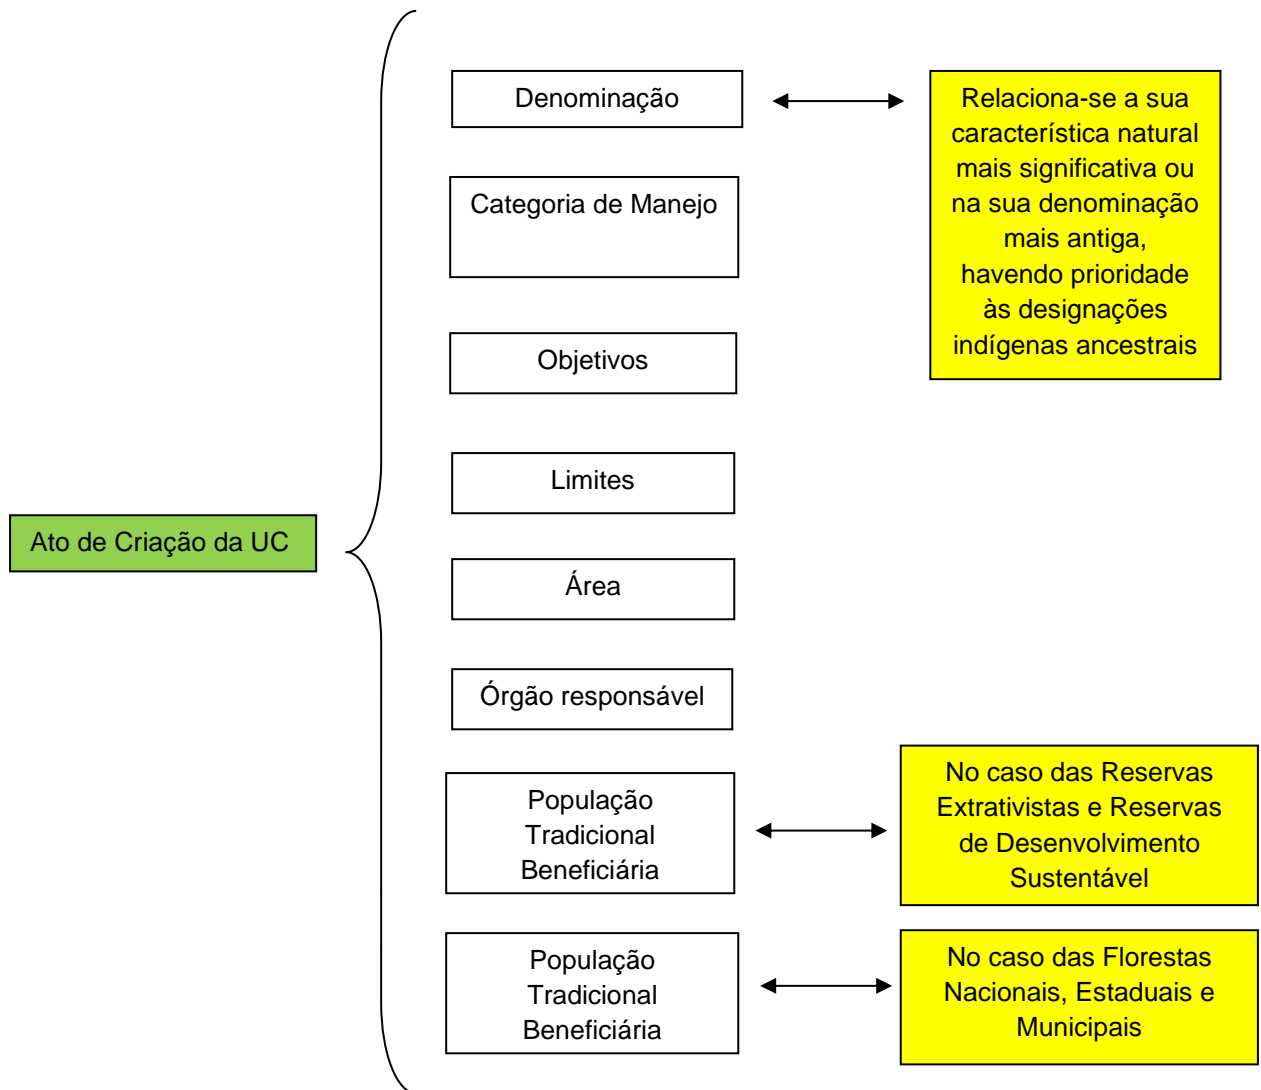 Denominação
Relaciona-se a sua
característica natural
mais significativa ou
na sua denominação
mais antiga,
havendo prioridade
às designações
indígenas ancestrais
Categoria de Manejo
Objetivos
Limites
Ato de Criação da UC
Área
Órgão responsável
População
Tradicional
Beneficiária
No caso das Reservas
Extrativistas e Reservas
de Desenvolvimento
Sustentável
População
Tradicional
Beneficiária
No caso das Florestas
Nacionais, Estaduais e
Municipais